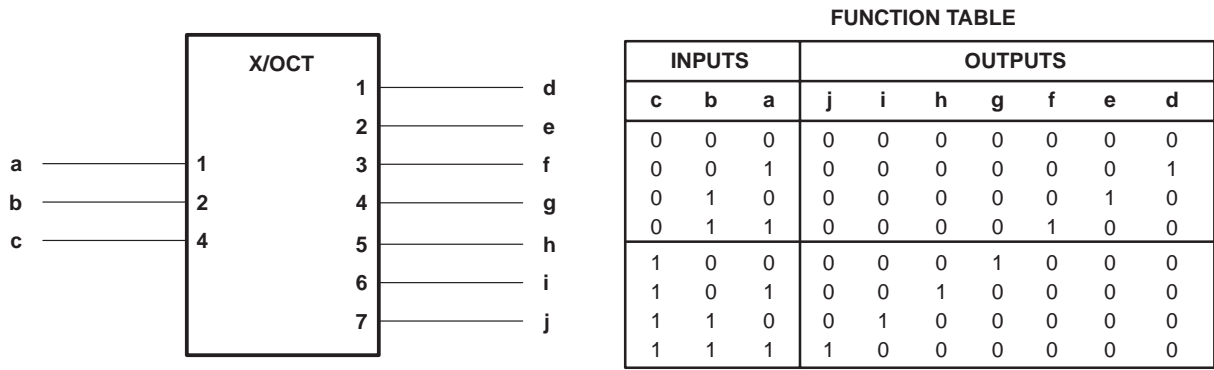 X/OCT
1 d
2 e
a 1 3 f
b 2 4 g
c 4 5 h
6 i
7 j
FUNCTION TABLE
INPUTS OUTPUTS
c b a j i h g f e d
0 0 0 0 0 0 0 0 0 0
0 0 1 0 0 0 0 0 0 1
0 1 0 0 0 0 0 0 1 0
0 1 1 0 0 0 0 1 0 0
1 0 0 0 0 0 1 0 0 0
1 0 1 0 0 1 0 0 0 0
1 1 0 0 1 0 0 0 0 0
1 1 1 1 0 0 0 0 0 0